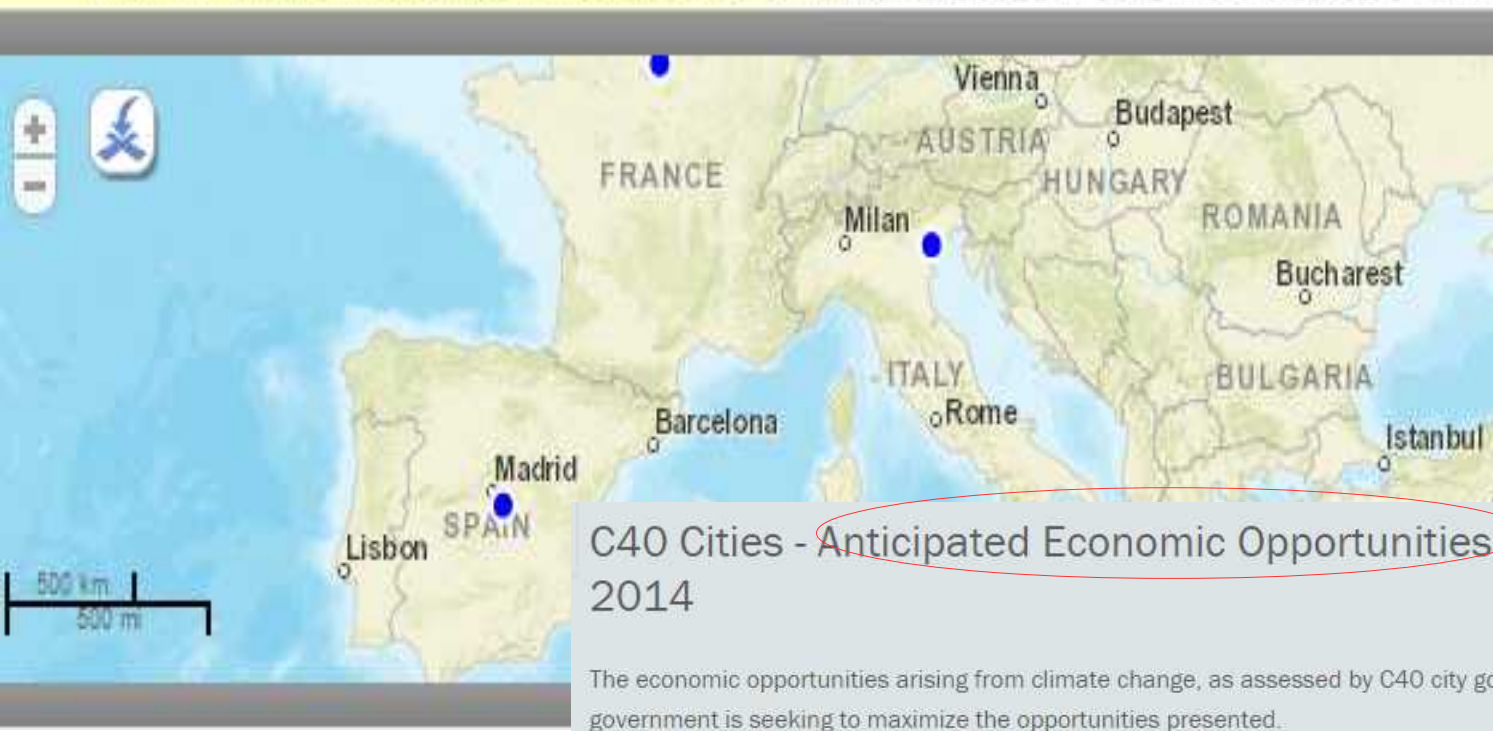 Vienna
Budapest
AUSTRIA
FRANCE
HUNGARY
Milan
ROMANIA
Bucharest
ITALY
BULGARIA
Rome
Barcelona
Istanbul
Madrid
SPAIN
Lisbon
500 km
500 mi
C40 Cities - Anticipated Economic Opportunities
2014
The economic opportunities arising from climate change, as assessed by C40 city go
government is seeking to maximize the opportunities presented.